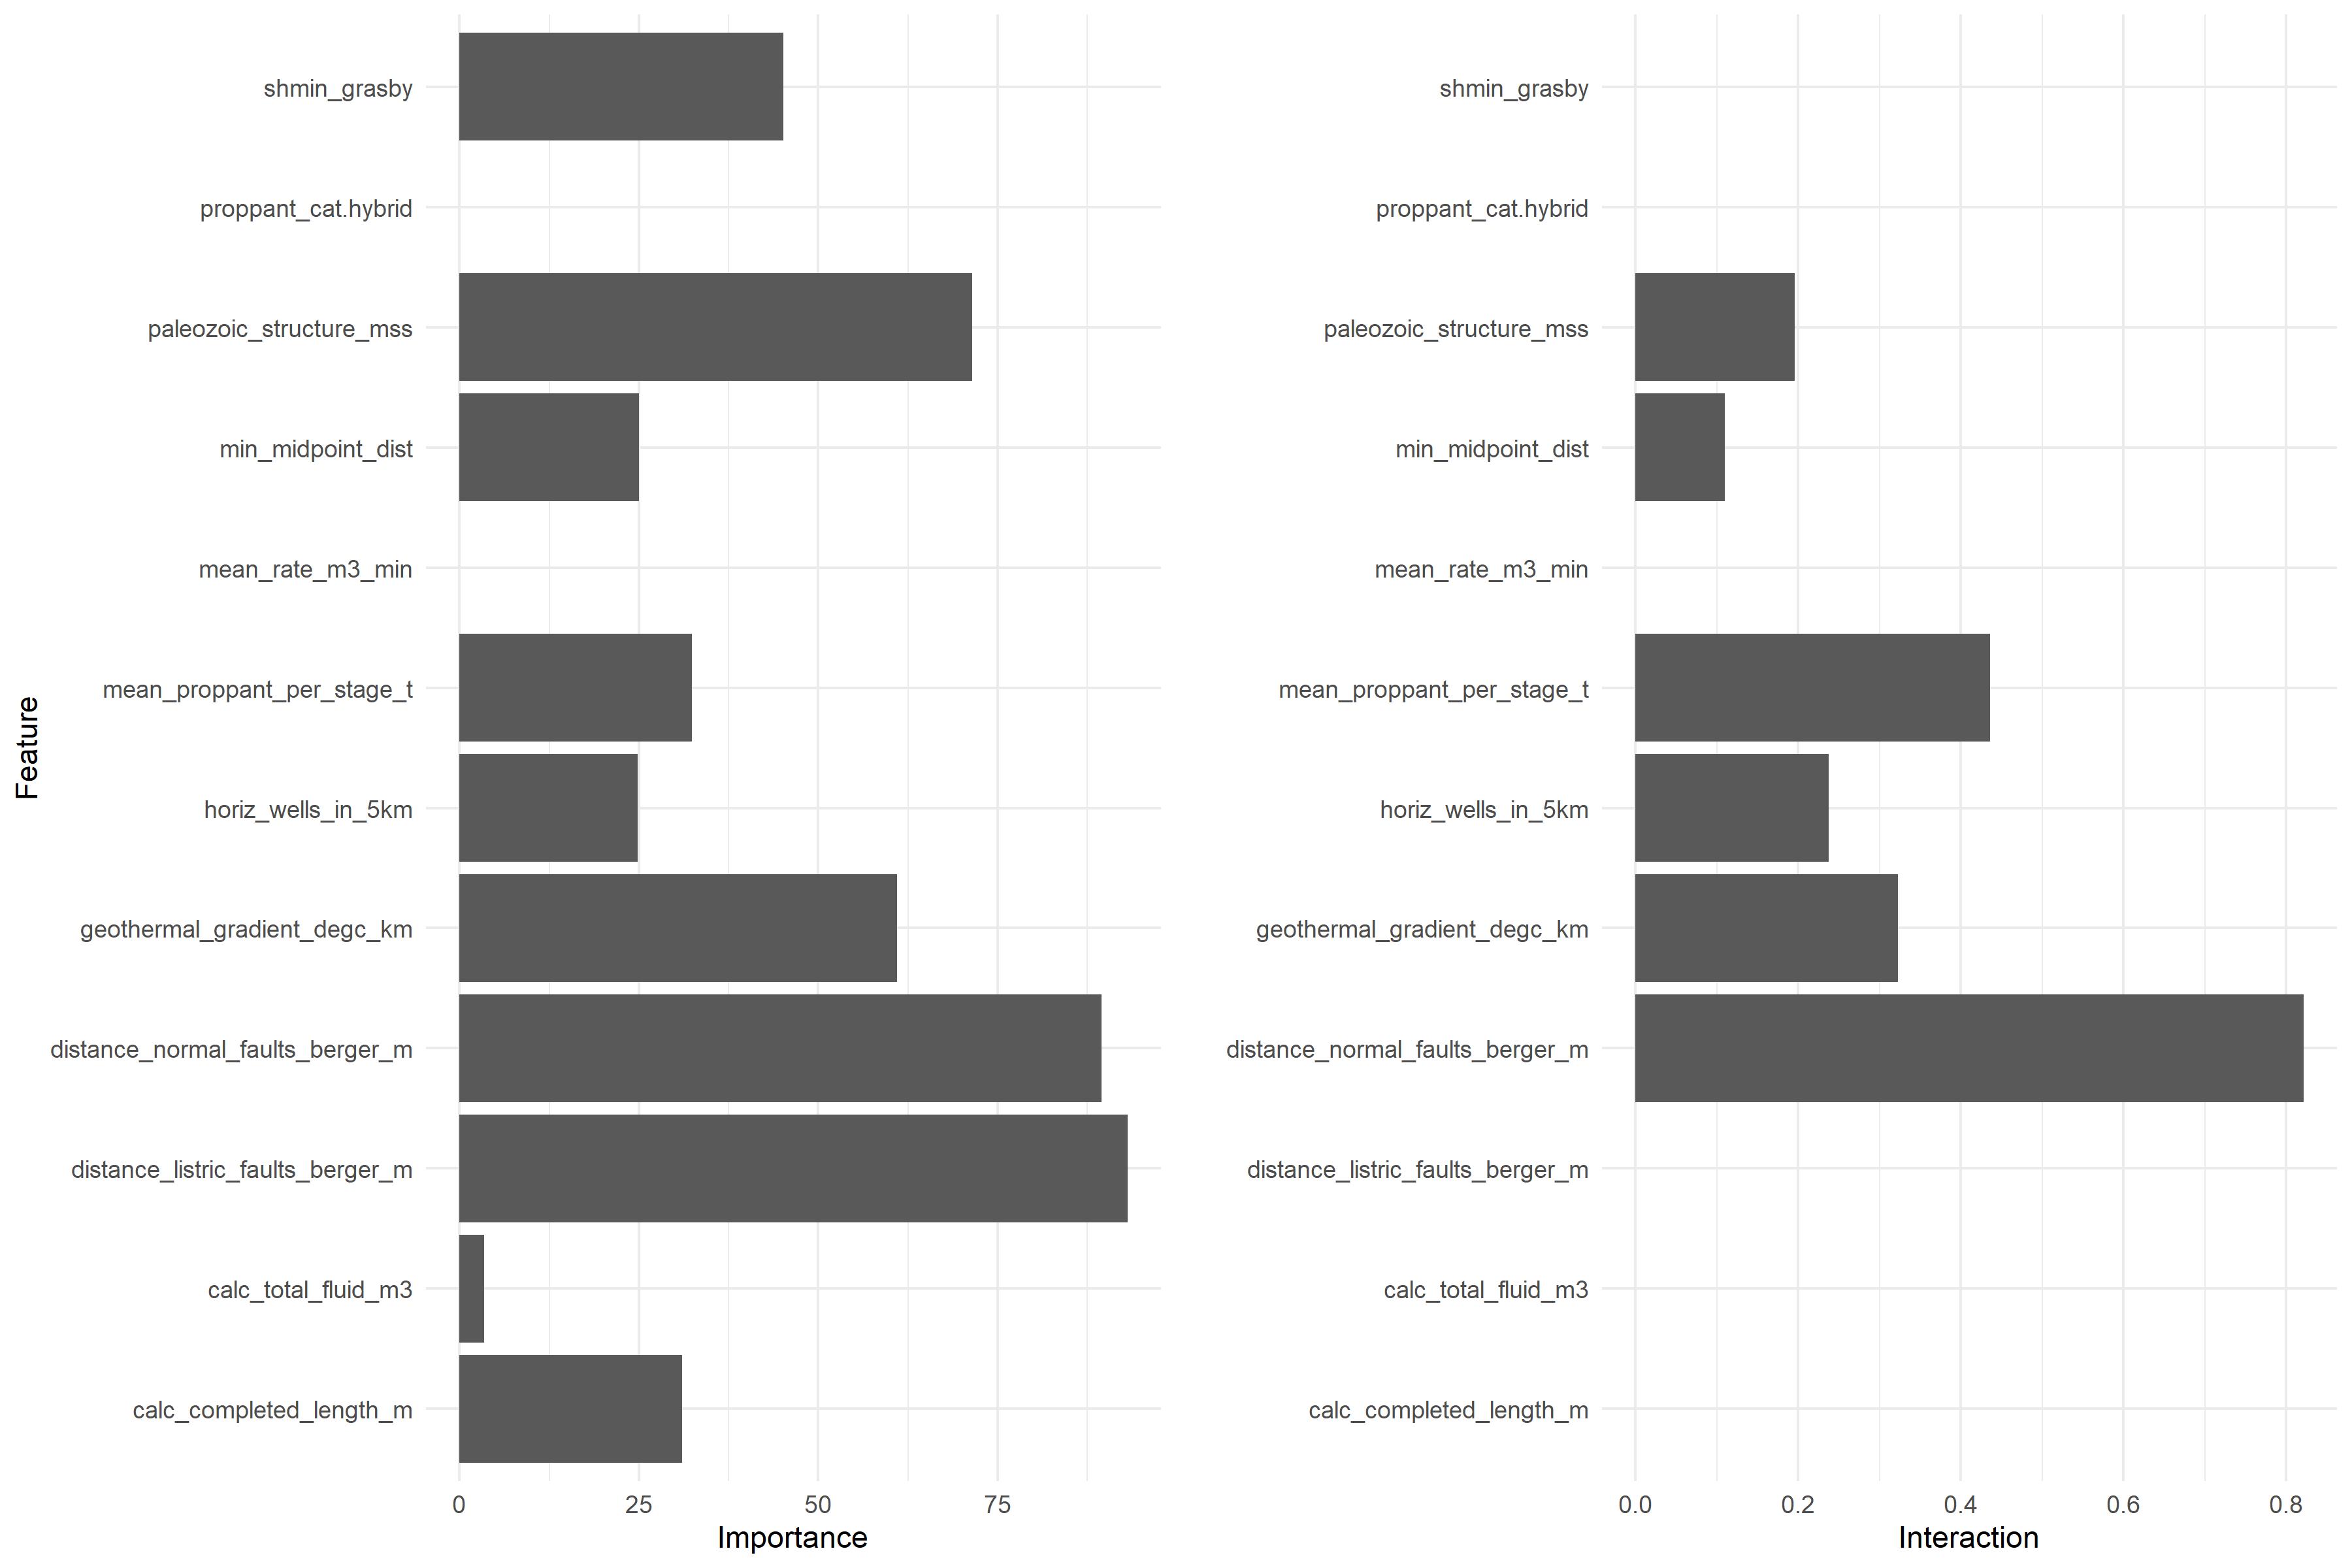 Feature
shmin_grasby
proppant_cat.hybrid
paleozoic_structure_mss
min_midpoint_dist
mean_rate_m3_min
mean_proppant_per_stage_t
horiz_wells_in_5km
geothermal_gradient_degc_km
distance_normal_faults_berger_m
distance_listric_faults_berger_m
calc_total_fluid_m3
calc_completed_length_m
0 25 50 75
Importance
shmin_grasby
proppant_cat.hybrid
paleozoic_structure_mss
min_midpoint_dist
mean_rate_m3_min
mean_proppant_per_stage_t
horiz_wells_in_5km
geothermal_gradient_degc_km
distance_normal_faults_berger_m
distance_listric_faults_berger_m
calc_total_fluid_m3
calc_completed_length_m
0.0 0.2 0.4 0.6 0.8
Interaction